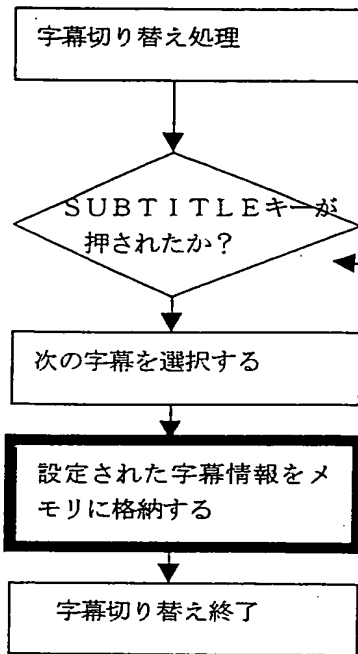 字幕切り替え処理
ＳＵＢＴＩＴＬＥキーが
押されたか？
次の字幕を選択する
設定された字幕情報をメ
モリに格納する
字幕切り替え終了